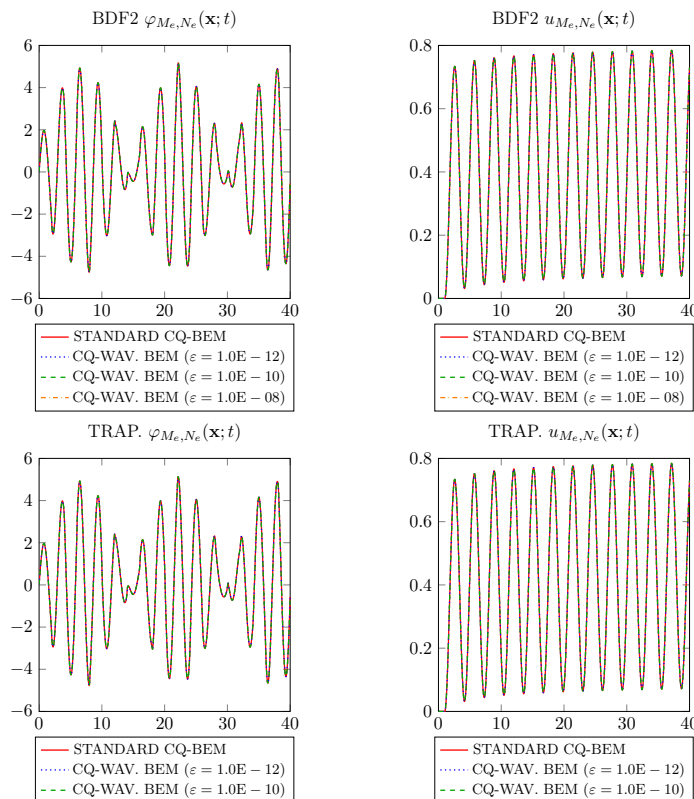 BDF2 φ_{M_e,N_e}(x; t)
6
4
2
0
−2
−4
−6
0 10 20 30 40
STANDARD CQ-BEM
CQ-WAV. BEM (ε = 1.0E − 12)
CQ-WAV. BEM (ε = 1.0E − 10)
CQ-WAV. BEM (ε = 1.0E − 08)
BDF2 u_{M_e,N_e}(x; t)
0.8
0.6
0.4
0.2
0
0 10 20 30 40
STANDARD CQ-BEM
CQ-WAV. BEM (ε = 1.0E − 12)
CQ-WAV. BEM (ε = 1.0E − 10)
CQ-WAV. BEM (ε = 1.0E − 08)
TRAP. φ_{M_e,N_e}(x; t)
6
4
2
0
−2
−4
−6
0 10 20 30 40
STANDARD CQ-BEM
CQ-WAV. BEM (ε = 1.0E − 12)
CQ-WAV. BEM (ε = 1.0E − 10)
TRAP. u_{M_e,N_e}(x; t)
0.8
0.6
0.4
0.2
0
0 10 20 30 40
STANDARD CQ-BEM
CQ-WAV. BEM (ε = 1.0E − 12)
CQ-WAV. BEM (ε = 1.0E − 10)